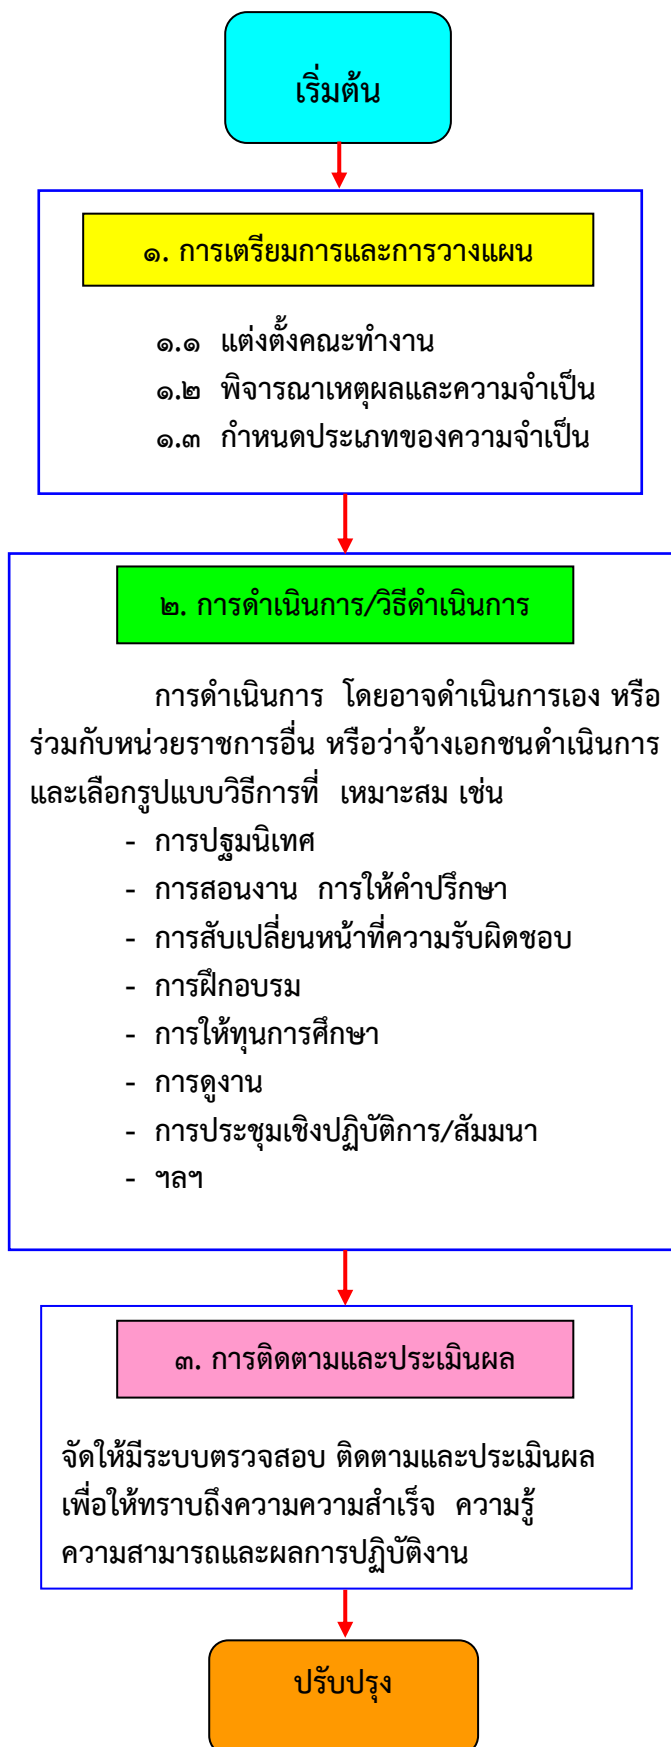 เริ่มต้น
๑. การเตรียมการและการวางแผน
๑.๑ แต่งตั้งคณะทำงาน
๑.๒ พิจารณาเหตุผลและความจำเป็น
๑.๓ กำหนดประเภทของความจำเป็น
๒. การดำเนินการ/วิธีดำเนินการ
การดำเนินการ โดยอาจดำเนินการเอง หรือ
ร่วมกับหน่วยราชการอื่น หรือว่าจ้างเอกชนดำเนินการ
และเลือกรูปแบบวิธีการที่ เหมาะสม เช่น
- การปฐมนิเทศ
- การสอนงาน การให้คำปรึกษา
- การสับเปลี่ยนหน้าที่ความรับผิดชอบ
- การฝึกอบรม
- การให้ทุนการศึกษา
- การดูงาน
- การประชุมเชิงปฏิบัติการ/สัมมนา
- ฯลฯ
๓. การติดตามและประเมินผล
จัดให้มีระบบตรวจสอบ ติดตามและประเมินผล
เพื่อให้ทราบถึงความความสำเร็จ ความรู้
ความสามารถและผลการปฏิบัติงาน
ปรับปรุง